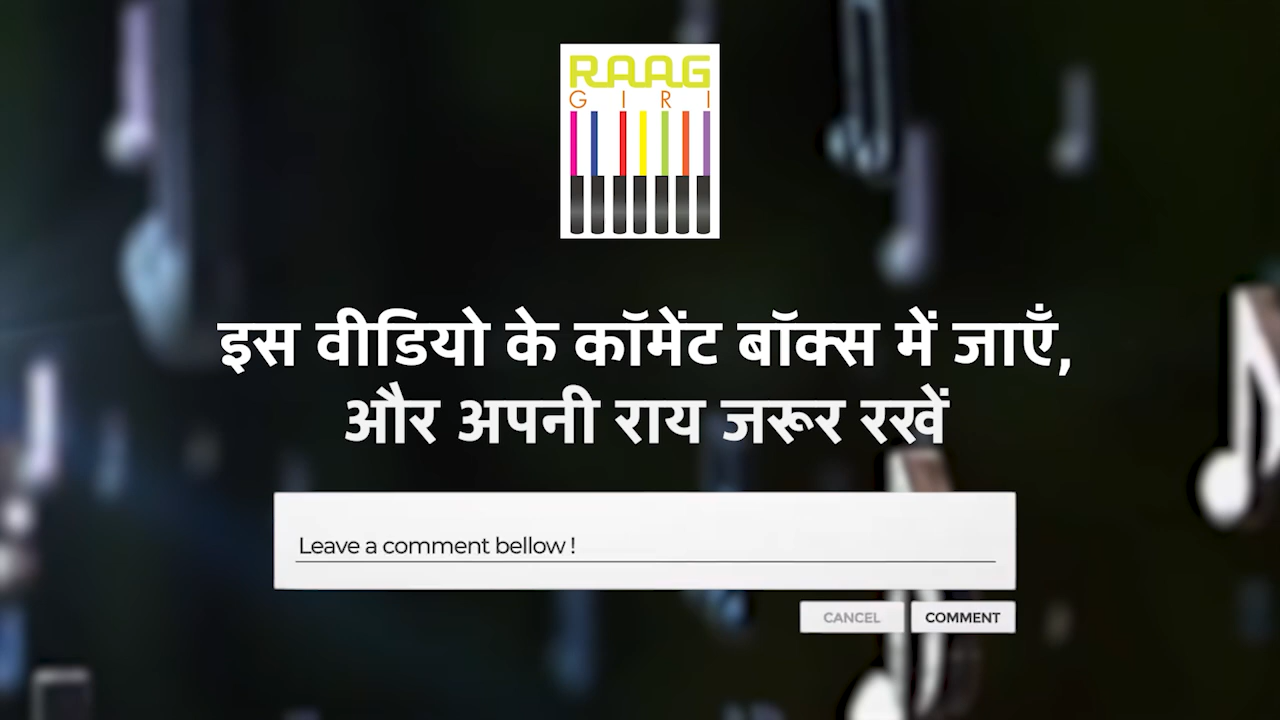 RAAG
GIRI
इस वीडियो के कॉमेंट बॉक्स में जाएँ,
और अपनी राय जरूर रखें
Leave a comment bellow !
CANCEL COMMENT